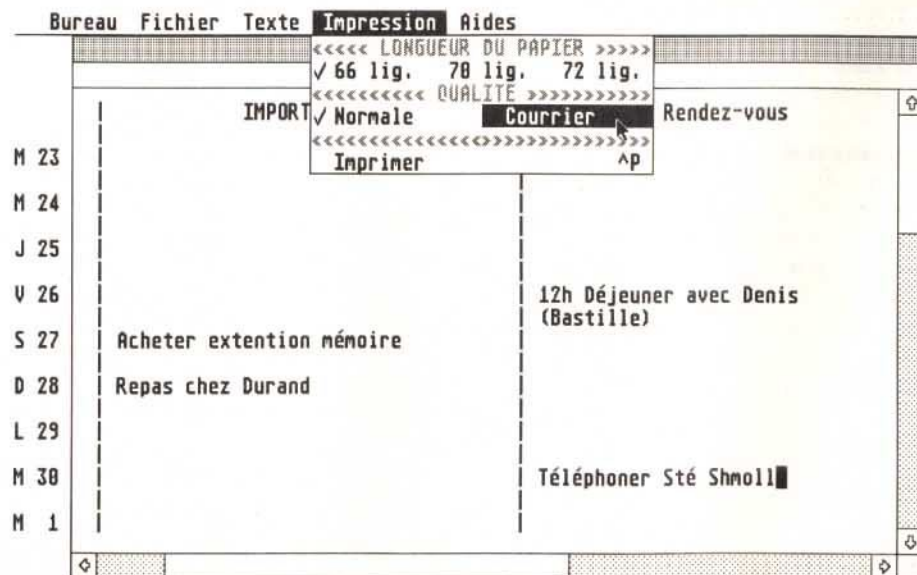 Bureau Fichier Texte Impression Aides
<<<<< LONGUEUR DU PAPIER >>>>>
✓ 66 lig. 70 lig. 72 lig.
<<<<<<<<<< QUALITE >>>>>>>>>>>
✓ Normale Courrier
<<<<<<<<<<<<<<<<<>>>>>>>>>>>>>>>>>
Imprimer ^P
IMPORT Rendez-vous
M 23
M 24
J 25
V 26 12h Déjeuner avec Denis
(Bastille)
S 27 Acheter extention mémoire
D 28 Repas chez Durand
L 29
M 30 Téléphoner Sté Shmoll
M 1